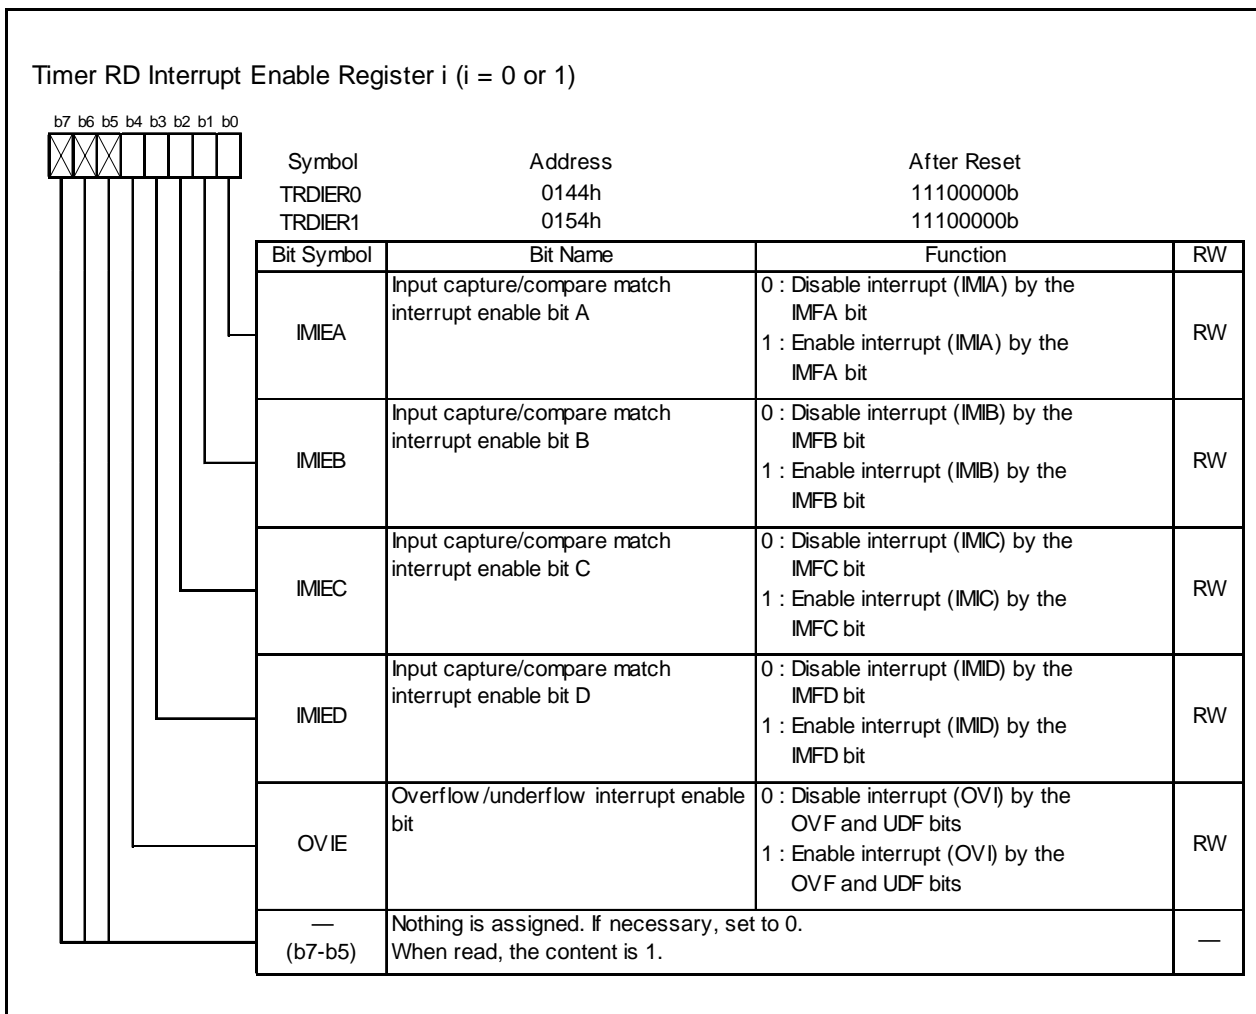 Timer RD Interrupt Enable Register i (i = 0 or 1)
b7 b6 b5 b4 b3 b2 b1 b0
Symbol Address After Reset
TRDIER0 0144h 11100000b
TRDIER1 0154h 11100000b
Bit Symbol Bit Name Function RW
IMIEA
Input capture/compare match
interrupt enable bit A
0 : Disable interrupt (IMIA) by the
IMFA bit
1 : Enable interrupt (IMIA) by the
IMFA bit
RW
IMIEB
Input capture/compare match
interrupt enable bit B
0 : Disable interrupt (IMIB) by the
IMFB bit
1 : Enable interrupt (IMIB) by the
IMFB bit
RW
IMIEC
Input capture/compare match
interrupt enable bit C
0 : Disable interrupt (IMIC) by the
IMFC bit
1 : Enable interrupt (IMIC) by the
IMFC bit
RW
IMIED
Input capture/compare match
interrupt enable bit D
0 : Disable interrupt (IMID) by the
IMFD bit
1 : Enable interrupt (IMID) by the
IMFD bit
RW
OVIE
Overflow/underflow interrupt enable
bit
0 : Disable interrupt (OVI) by the
OVF and UDF bits
1 : Enable interrupt (OVI) by the
OVF and UDF bits
RW
—
(b7-b5)
Nothing is assigned. If necessary, set to 0.
When read, the content is 1.
—